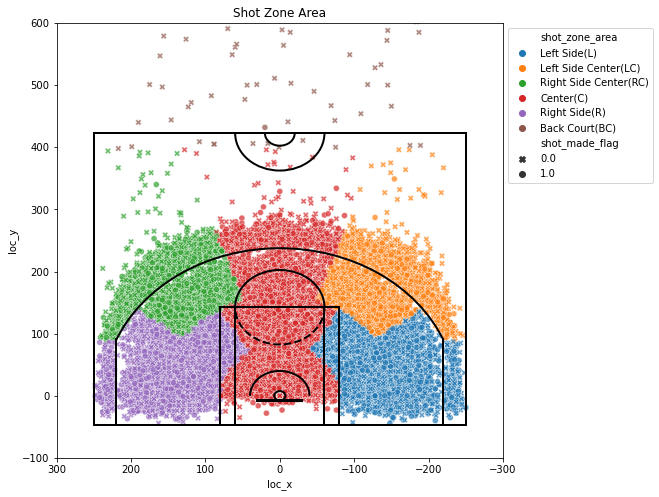 Shot Zone Area
600
500
400
300
200
100
0
−100
loc_y
300
200
100
0
−100
−200
−300
loc_x
shot_zone_area
Left Side(L)
Left Side Center(LC)
Right Side Center(RC)
Center(C)
Right Side(R)
Back Court(BC)
shot_made_flag
0.0
1.0